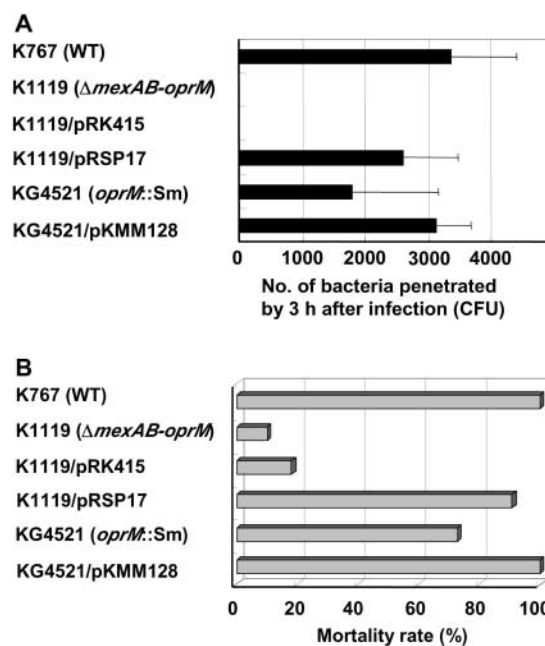 A
K767 (WT)
K1119 (ΔmexAB-oprM)
K1119/pRK415
K1119/pRSP17
KG4521 (oprM::Sm)
KG4521/pKMM128
0 1000 2000 3000 4000
No. of bacteria penetrated
by 3 h after infection (CFU)
B
K767 (WT)
K1119 (ΔmexAB-oprM)
K1119/pRK415
K1119/pRSP17
KG4521 (oprM::Sm)
KG4521/pKMM128
0 20 40 60 80 100
Mortality rate (%)